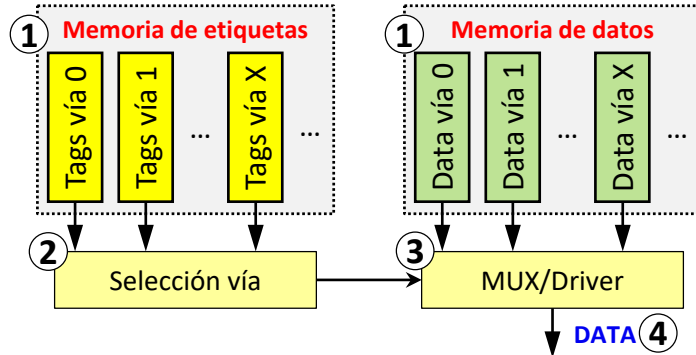 1
Memoria de etiquetas
Tags vía 0
Tags vía 1
...
Tags vía X
...
1
Memoria de datos
Data vía 0
Data vía 1
...
Data vía X
...
2
Selección vía
3
MUX/Driver
DATA
4